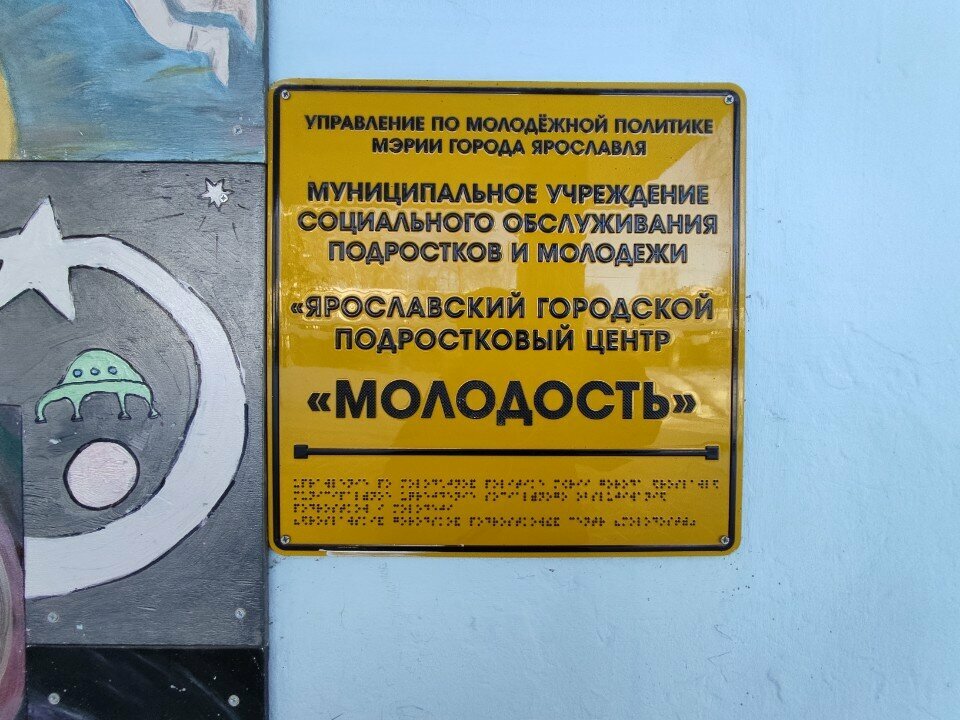 УПРАВЛЕНИЕ ПО МОЛОДЁЖНОЙ ПОЛИТИКЕ
МЭРИИ ГОРОДА ЯРОСЛАВЛЯ
МУНИЦИПАЛЬНОЕ УЧРЕЖДЕНИЕ
СОЦИАЛЬНОГО ОБСЛУЖИВАНИЯ
ПОДРОСТКОВ И МОЛОДЕЖИ
«ЯРОСЛАВСКИЙ ГОРОДСКОЙ
ПОДРОСТКОВЫЙ ЦЕНТР
«МОЛОДОСТЬ»